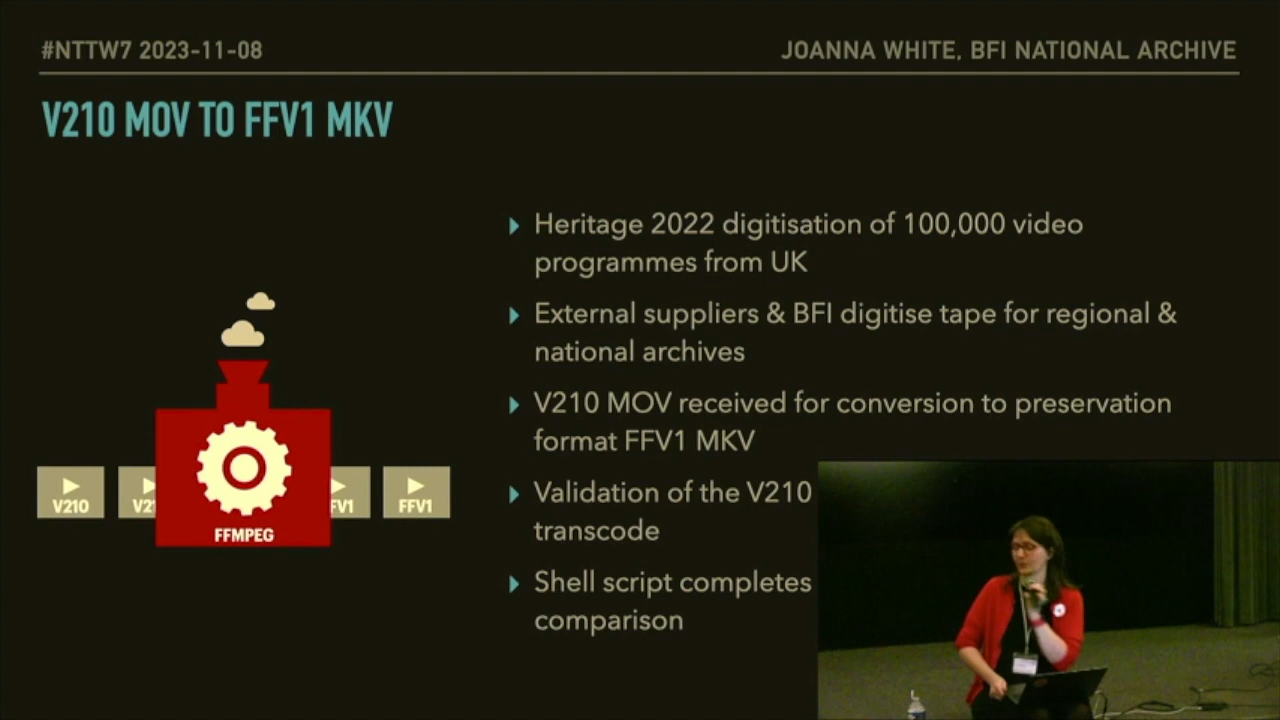 #NTTW7 2023-11-08
JOANNA WHITE, BFI NATIONAL ARCHIVE
V210 MOV TO FFV1 MKV
Heritage 2022 digitisation of 100,000 video
programmes from UK
External suppliers & BFI digitise tape for regional &
national archives
V210 MOV received for conversion to preservation
format FFV1 MKV
Validation of the V210
transcode
Shell script completes
comparison
V210
V21
FV1
FFV1
FFMPEG